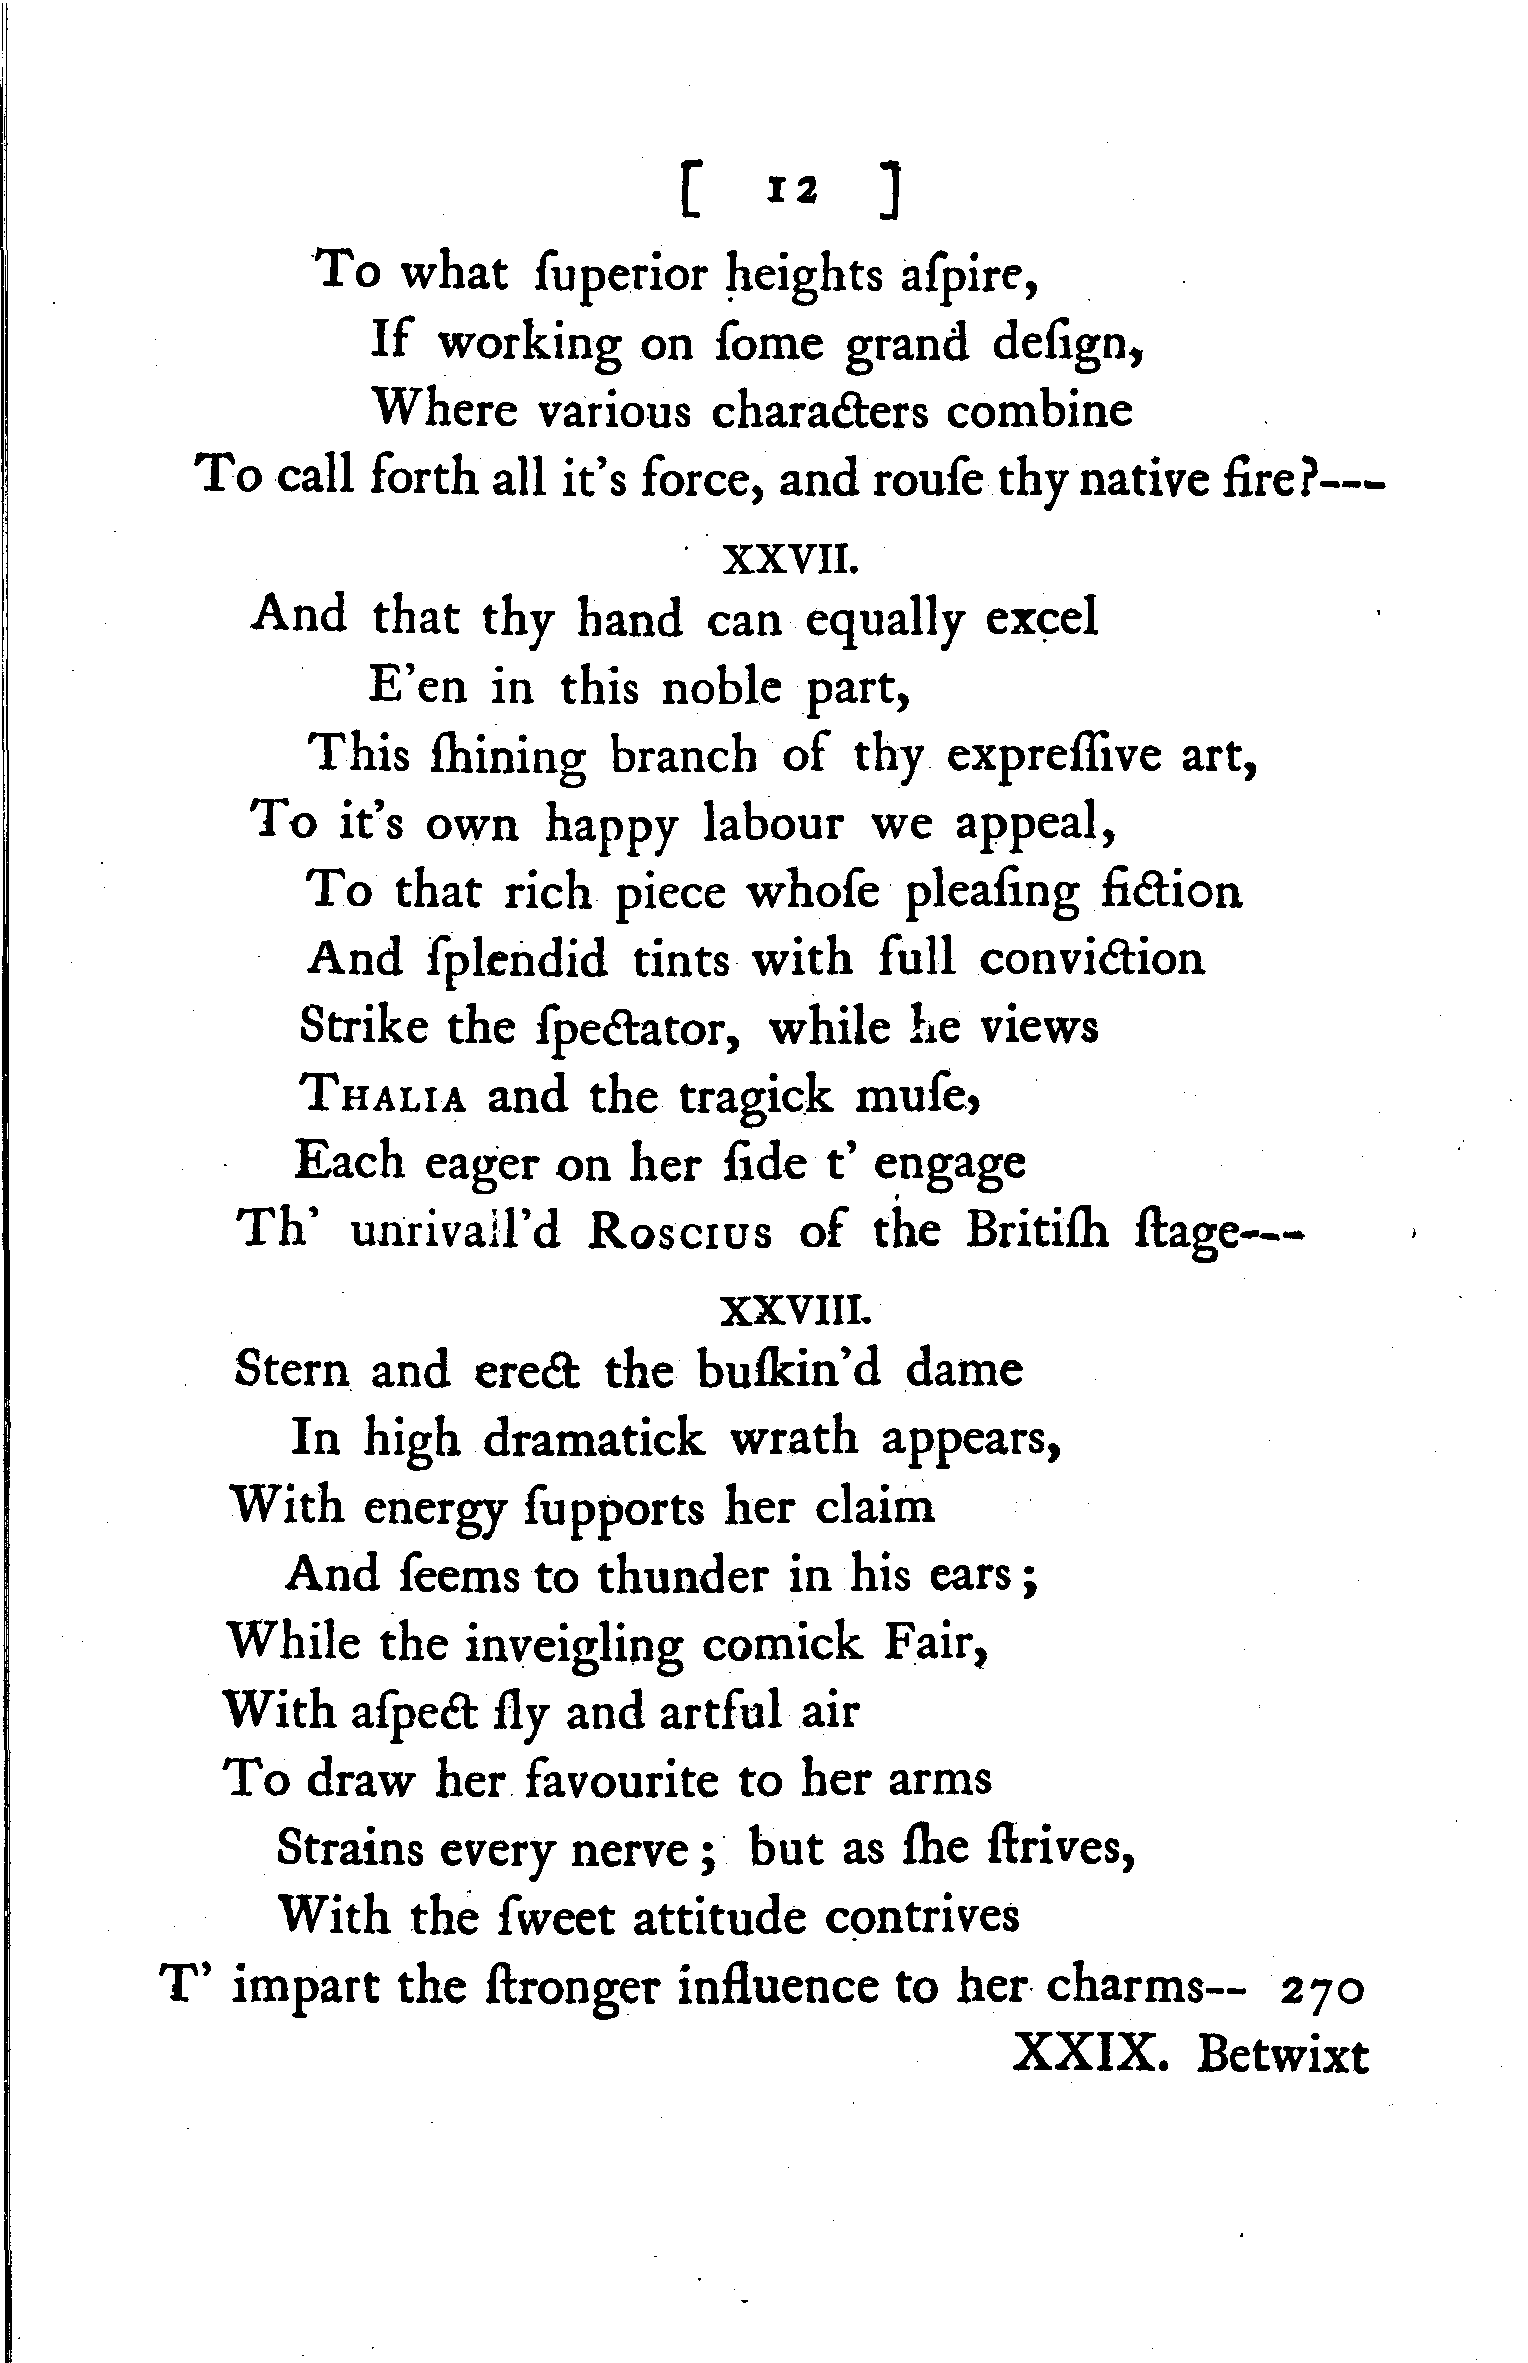 [ 12 ]
To what ſuperior heights aſpire,
If working on ſome grand deſign,
Where various characters combine
To call forth all it's force, and rouſe thy native fire?---
XXVII.
And that thy hand can equally excel
E'en in this noble part,
This ſhining branch of thy expreſſive art,
To it's own happy labour we appeal,
To that rich piece whoſe pleaſing fiction
And ſplendid tints with full conviction
Strike the ſpectator, while he views
THALIA and the tragick muſe,
Each eager on her ſide t' engage
Th' unrivall'd ROSCIUS of the Britiſh ſtage---
XXVIII.
Stern and erect the buſkin'd dame
In high dramatick wrath appears,
With energy ſupports her claim
And ſeems to thunder in his ears;
While the inveigling comick Fair,
With aſpect ſly and artful air
To draw her favourite to her arms
Strains every nerve; but as ſhe ſtrives,
With the ſweet attitude contrives
T' impart the ſtronger influence to her charms-- 270
XXIX. Betwixt